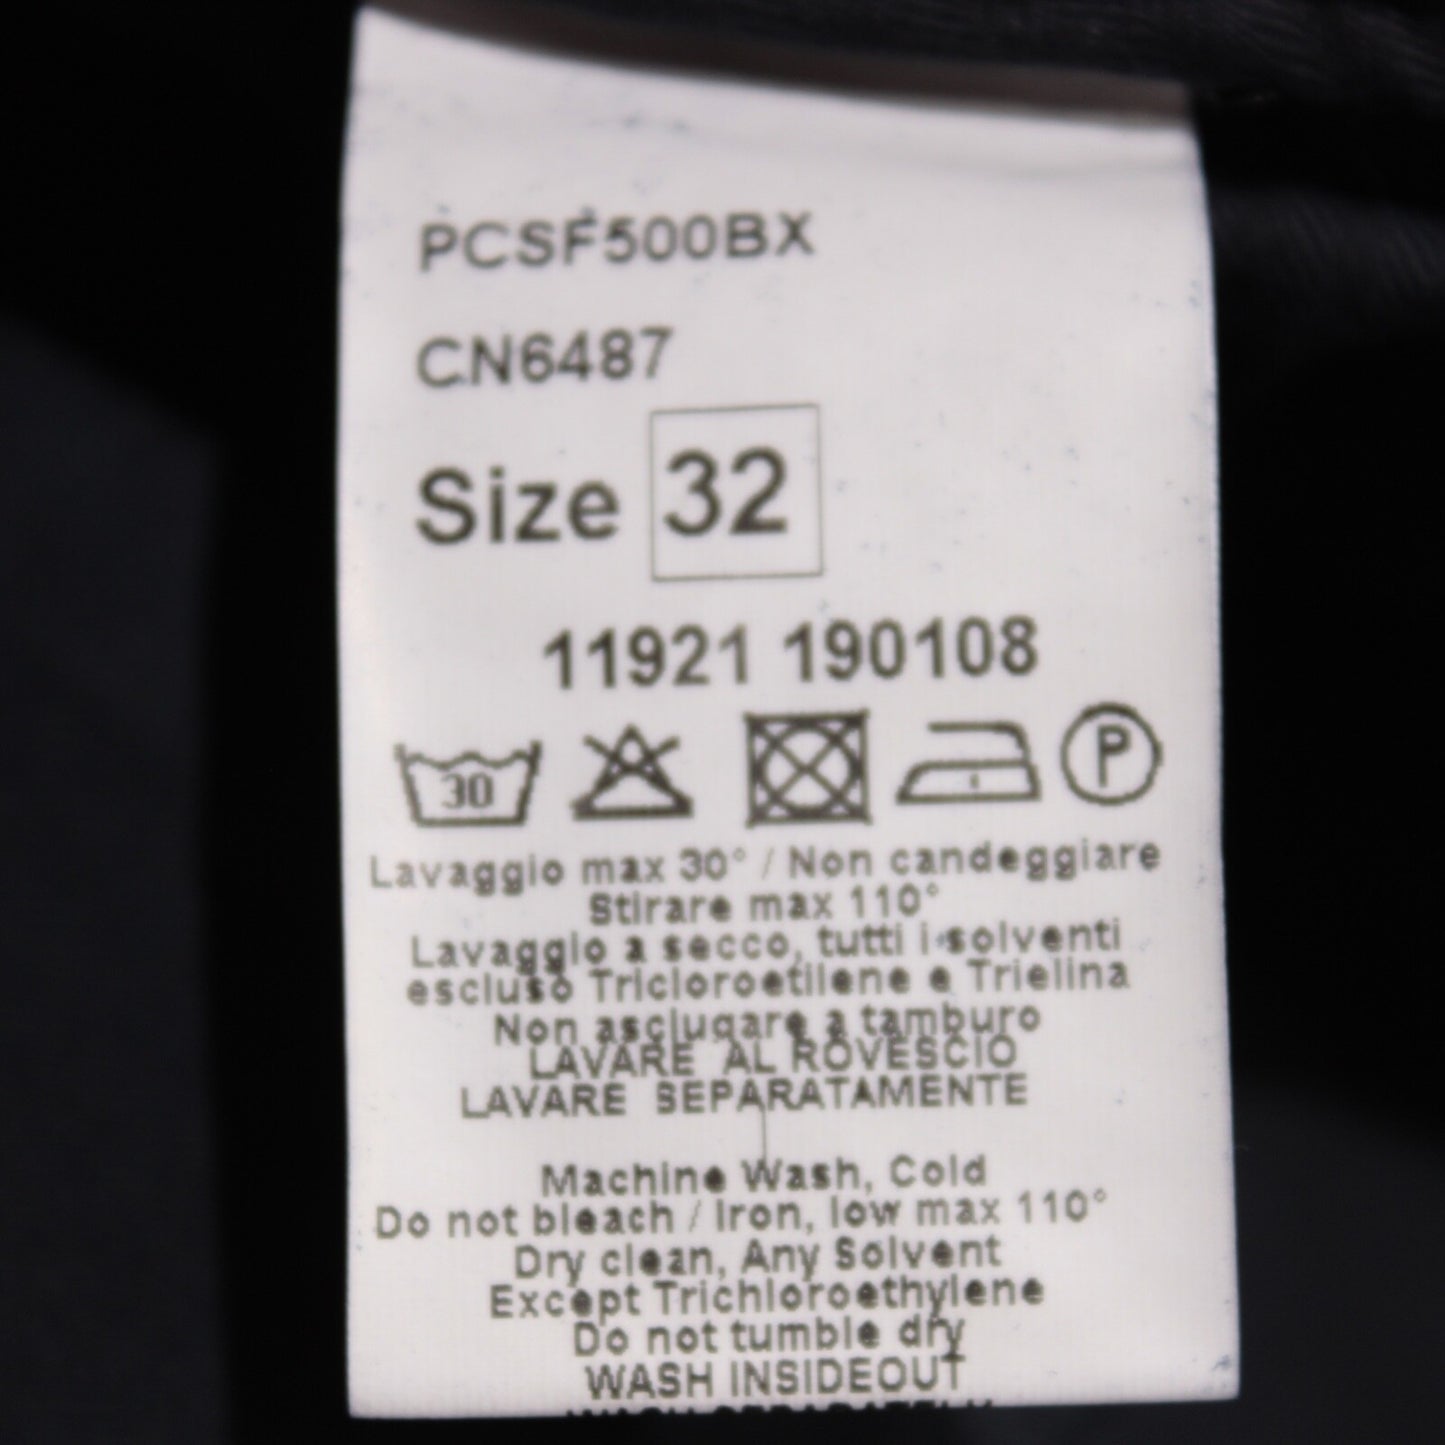 PCSF500BX
CN6487
Size 32
11921 190108
30 P
Lavaggio max 30° / Non candeggiare
Stirare max 110°
Lavaggio a secco, tutti i solventi
escluso Tricloroetilene e Trielina
Non asciugare a tamburo
LAVARE AL ROVESCIO
LAVARE SEPARATAMENTE
Machine Wash, Cold
Do not bleach / Iron, low max 110°
Dry clean, Any Solvent
Except Trichloroethylene
Do not tumble dry
WASH INSIDEOUT
WASH SEPARATELY